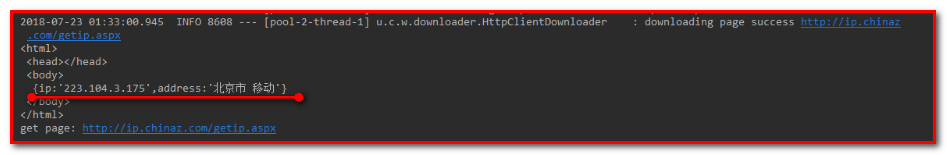 2018-07-23 01:33:00.945  INFO 8608 --- [pool-2-thread-1] u.c.w.downloader.HttpClientDownloader    : downloading page success http://ip.chinaz
.com/getip.aspx
<html>
<head></head>
<body>
{ip:'223.104.3.175',address:'北京市 移动'}
</body>
</html>
get page: http://ip.chinaz.com/getip.aspx